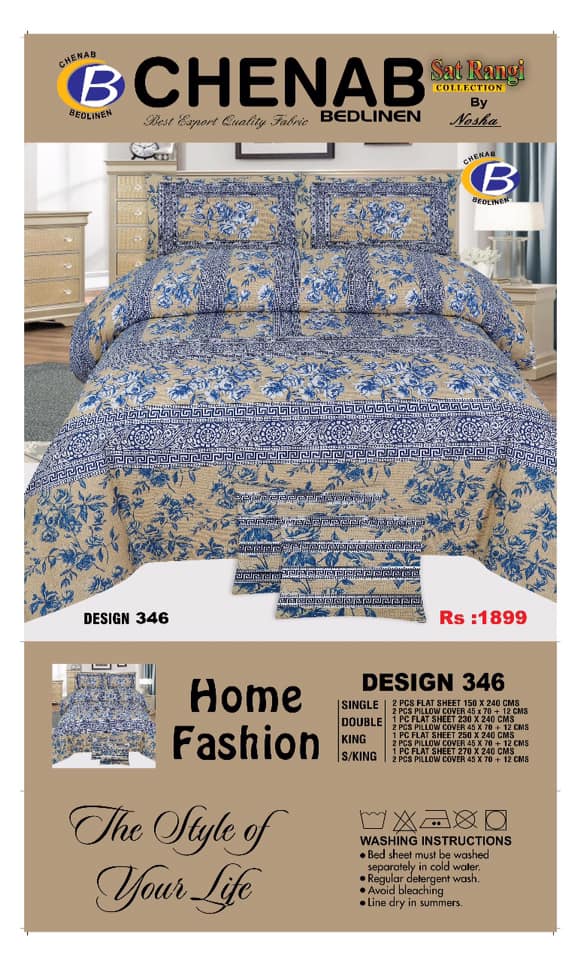 CHENAB
B
BEDLINEN
CHENAB
BEDLINEN
Best Export Quality Fabric
Sat Rangi
COLLECTION
By
Nosha
CHENAB
B
BEDLINEN
DESIGN 346
Rs :1899
Home
Fashion
DESIGN 346
SINGLE 2 PCS FLAT SHEET 150 X 240 CMS
2 PCS PILLOW COVER 45 x 70 + 12 CMS
DOUBLE 1 PC FLAT SHEET 230 X 240 CMS
2 PCS PILLOW COVER 45 X 70 + 12 CMS
KING 1 PC FLAT SHEET 250 X 240 CMS
2 PCS PILLOW COVER 45 X 70 + 12 CMS
S/KING 1 PC FLAT SHEET 270 X 240 CMS
2 PCS PILLOW COVER 45 X 70 + 12 CMS
The Style of
Your Life
WASHING INSTRUCTIONS
● Bed sheet must be washed
separately in cold water.
● Regular detergent wash.
● Avoid bleaching
● Line dry in summers.